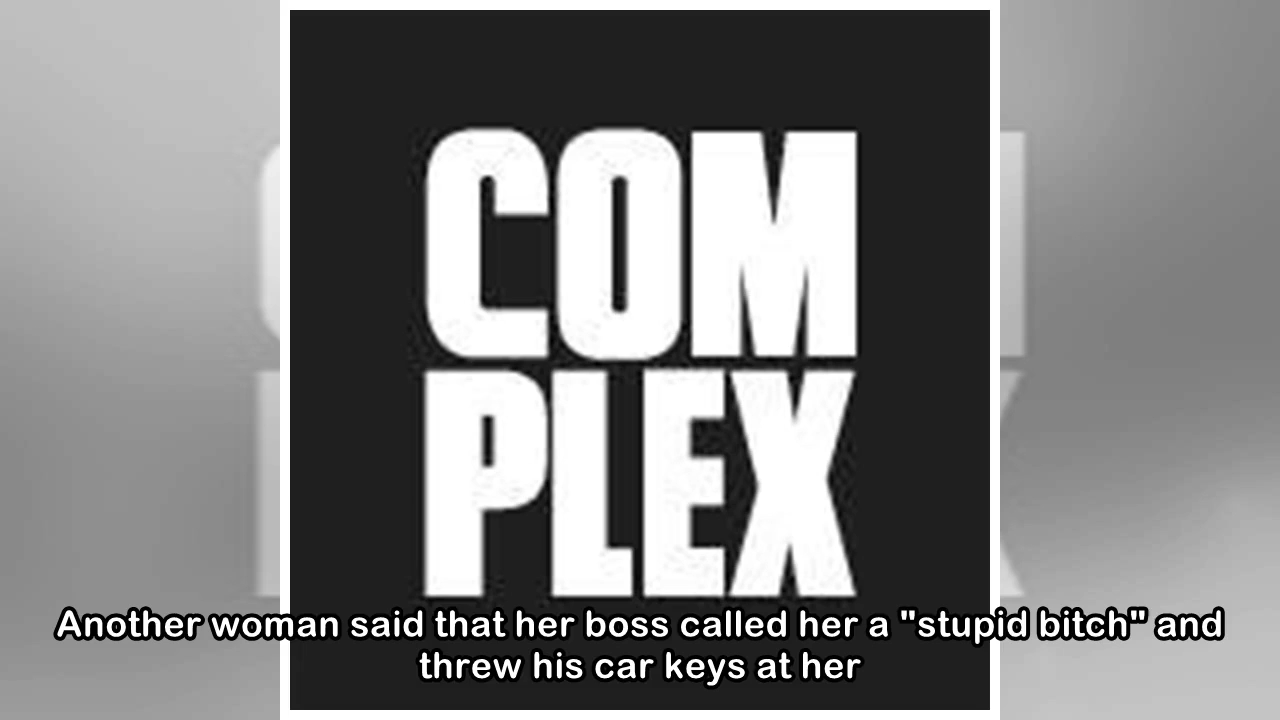 COM
PLEX
Another woman said that her boss called her a "stupid bitch" and
threw his car keys at her